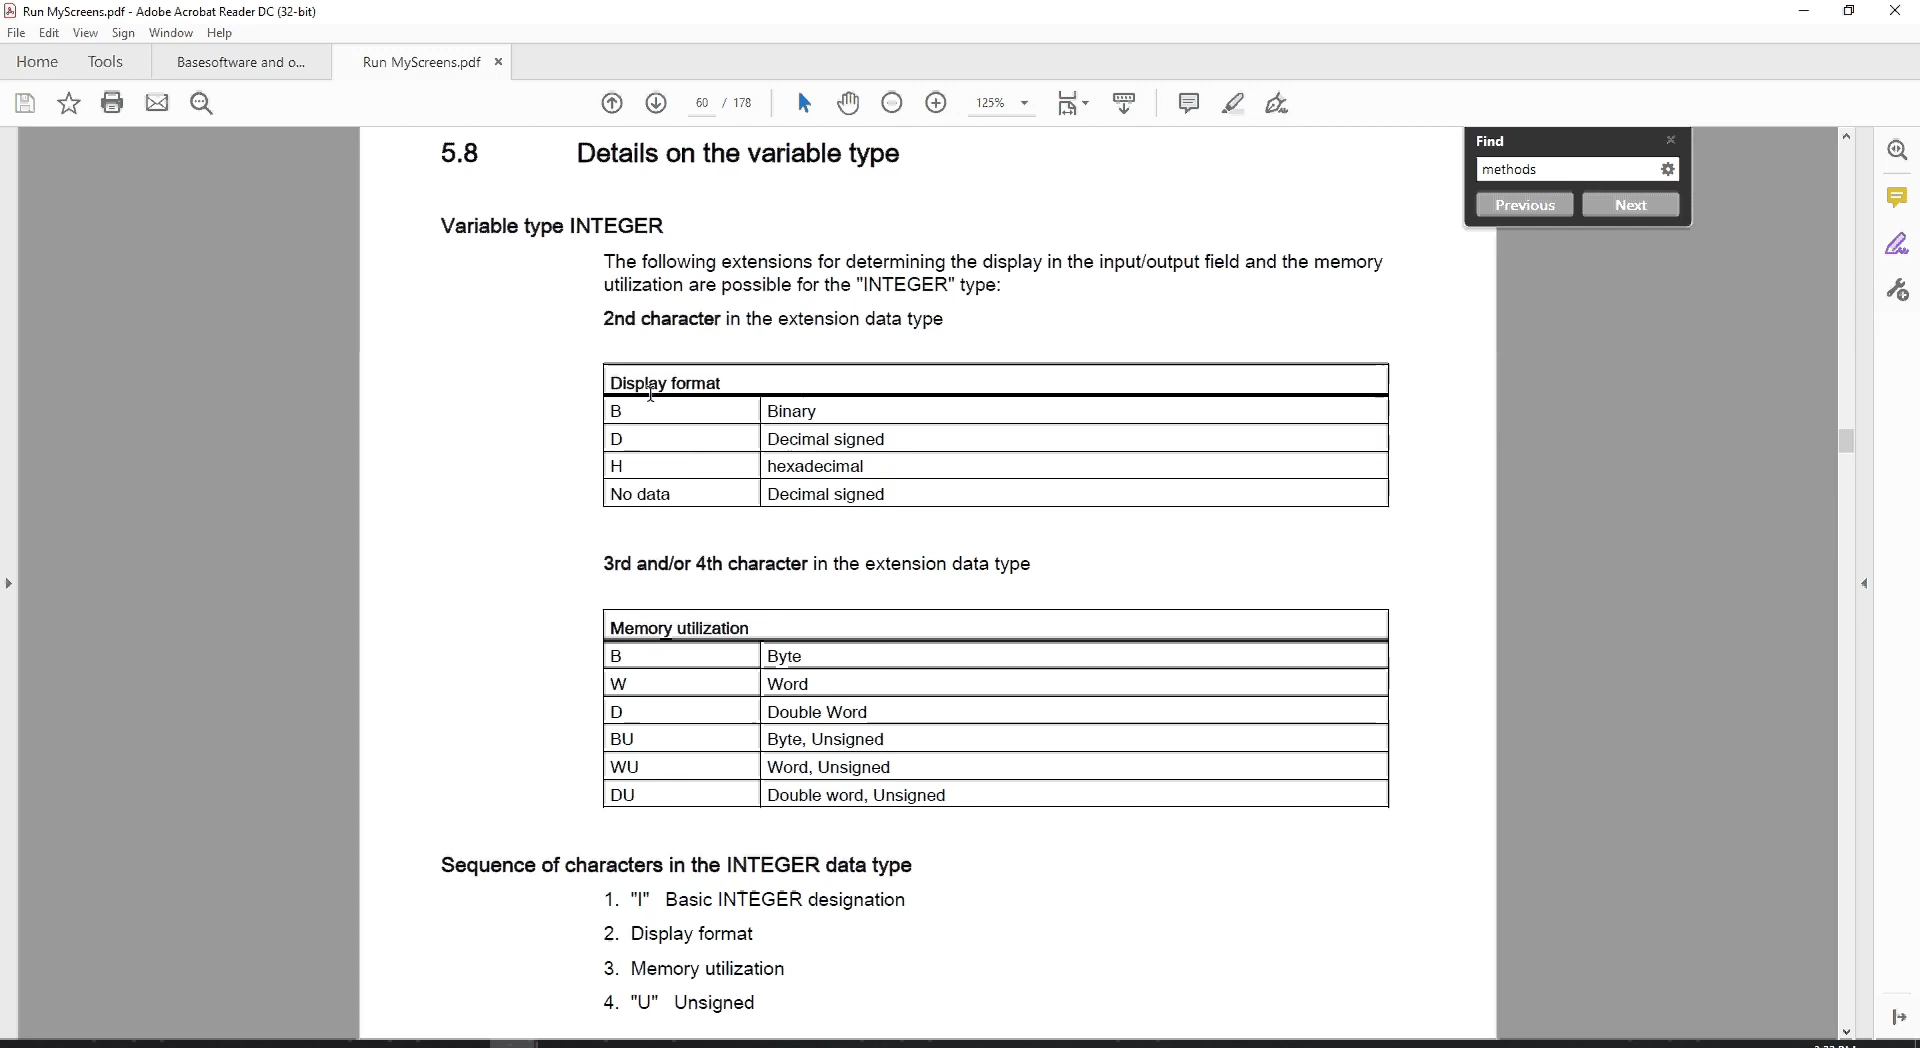 Run MyScreens.pdf - Adobe Acrobat Reader DC (32-bit)
File Edit View Sign Window Help
Home Tools Basesoftware and o... Run MyScreens.pdf
60 / 178 125%
Find
methods
Previous Next
5.8 Details on the variable type
Variable type INTEGER
The following extensions for determining the display in the input/output field and the memory
utilization are possible for the "INTEGER" type:
2nd character in the extension data type
Display format
B Binary
D Decimal signed
H hexadecimal
No data Decimal signed
3rd and/or 4th character in the extension data type
Memory utilization
B Byte
W Word
D Double Word
BU Byte, Unsigned
WU Word, Unsigned
DU Double word, Unsigned
Sequence of characters in the INTEGER data type
1. "I" Basic INTEGER designation
2. Display format
3. Memory utilization
4. "U" Unsigned